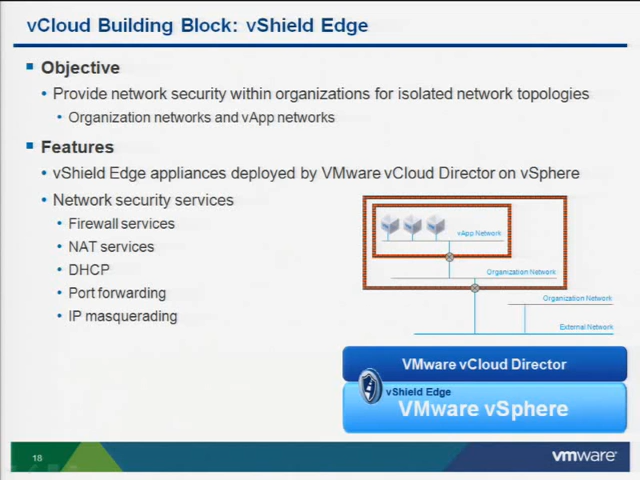 vCloud Building Block: vShield Edge
Objective
Provide network security within organizations for isolated network topologies
Organization networks and vApp networks
Features
vShield Edge appliances deployed by VMware vCloud Director on vSphere
Network security services
Firewall services
NAT services
DHCP
Port forwarding
IP masquerading
vApp Network
Organization Network
Organization Network
External Network
VMware vCloud Director
vShield Edge
VMware vSphere
18
vmware